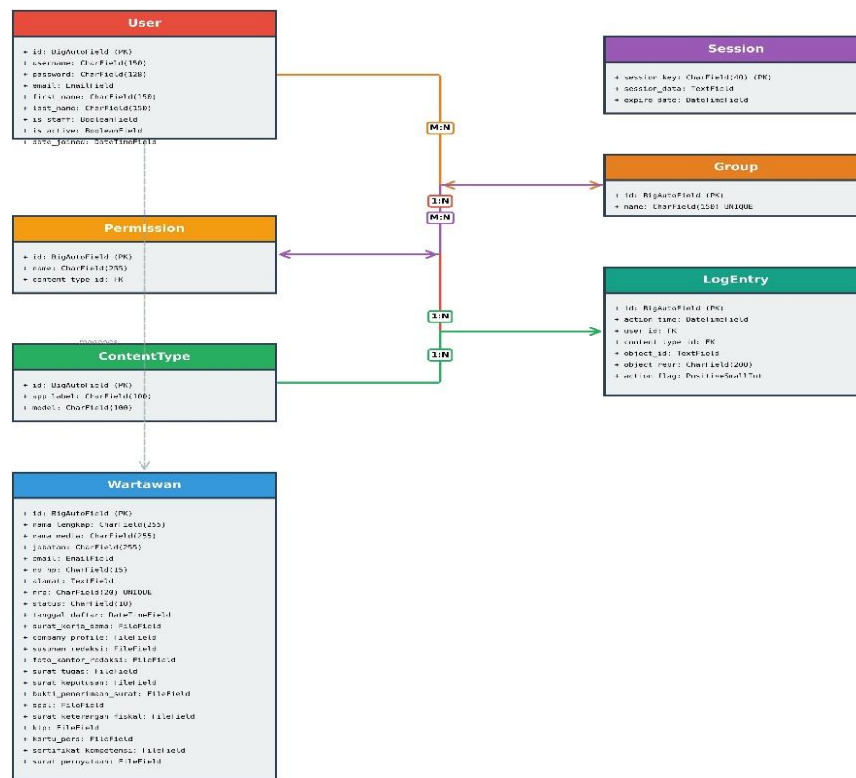 User
+ id: BigAutoField (PK)
+ username: CharField(150)
+ password: CharField(128)
+ email: EmailField
+ first_name: CharField(150)
+ last_name: CharField(150)
+ is_staff: BooleanField
+ is_active: BooleanField
+ date_joined: DateTimeField
Session
+ session_key: CharField(40) (PK)
+ session_data: TextField
+ expire_date: DateTimeField
M:N
Group
+ id: BigAutoField (PK)
+ name: CharField(150) UNIQUE
1:N
M:N
Permission
+ id: BigAutoField (PK)
+ name: CharField(255)
+ content_type_id: FK
LogEntry
+ id: BigAutoField (PK)
+ action_time: DateTimeField
+ user_id: FK
+ content_type_id: FK
+ object_id: TextField
+ object_repr: CharField(200)
+ action_flag: PositiveSmallInt
1:N
1:N
manages
ContentType
+ id: BigAutoField (PK)
+ app_label: CharField(100)
+ model: CharField(100)
Wartawan
+ id: BigAutoField (PK)
+ nama_lengkap: CharField(255)
+ nama_media: CharField(255)
+ jabatan: CharField(255)
+ email: EmailField
+ no_hp: CharField(15)
+ alamat: TextField
+ nrp: CharField(20) UNIQUE
+ status: CharField(10)
+ tanggal_daftar: DateTimeField
+ surat_kerja_sama: FileField
+ company_profile: FileField
+ susunan_redaksi: FileField
+ foto_kantor_redaksi: FileField
+ surat_tugas: FileField
+ surat_keputusan: FileField
+ bukti_penerimaan_surat: FileField
+ surat_keterangan_fiskal: FileField
+ ktp: FileField
+ kartu_pers: FileField
+ sertifikat_kompetensi: FileField
+ surat_pernyataan: FileField